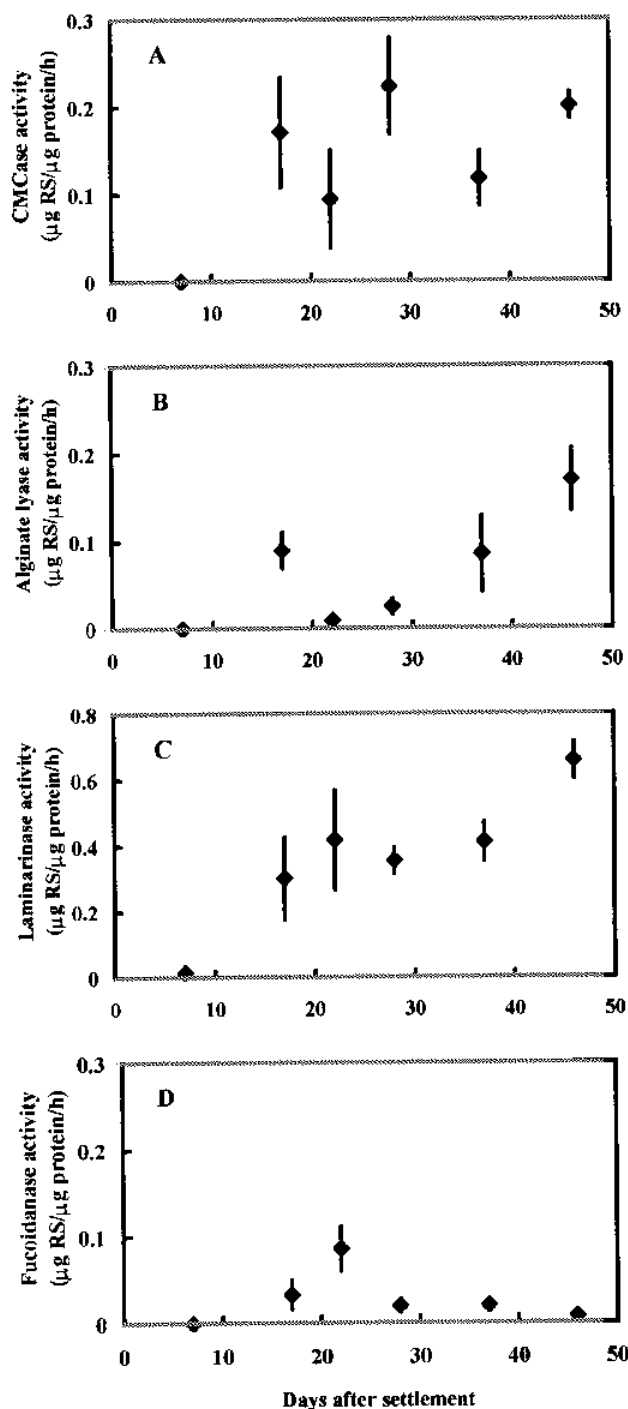 CMCase activity
(μg RS/μg protein/h)
A
0.3
0.2
0.1
0
0 10 20 30 40 50
Alginate lyase activity
(μg RS/μg protein/h)
B
0.3
0.2
0.1
0
0 10 20 30 40 50
Laminarinase activity
(μg RS/μg protein/h)
C
0.8
0.6
0.4
0.2
0
0 10 20 30 40 50
Fucoidanase activity
(μg RS/μg protein/h)
D
0.3
0.2
0.1
0
0 10 20 30 40 50
Days after settlement